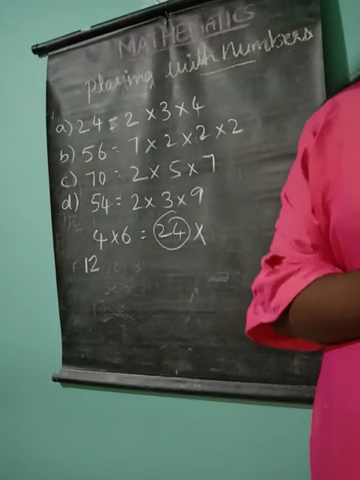 MATHEMATICS
Playing with Numbers
a) 24 = 2 × 3 × 4
b) 56 = 7 × 2 × 2 × 2
c) 70 = 2 × 5 × 7
d) 54 = 2 × 3 × 9
4 × 6 = 24 ×
12